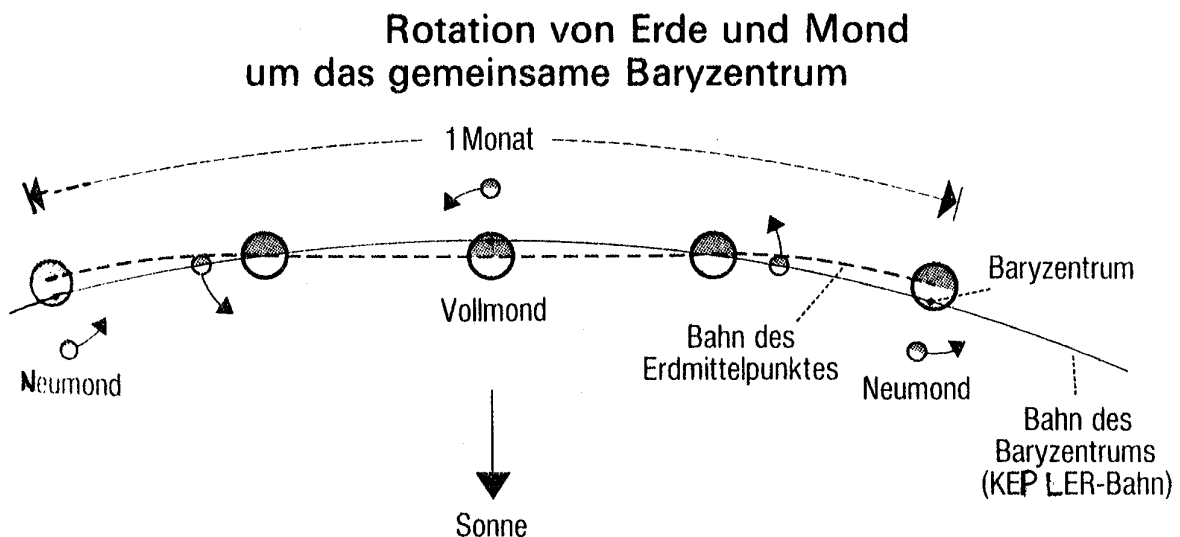 Rotation von Erde und Mond
um das gemeinsame Baryzentrum
1 Monat
Baryzentrum
Vollmond
Bahn des
Erdmittelpunktes
Neumond
Neumond
Bahn des
Baryzentrums
(KEPLER-Bahn)
Sonne